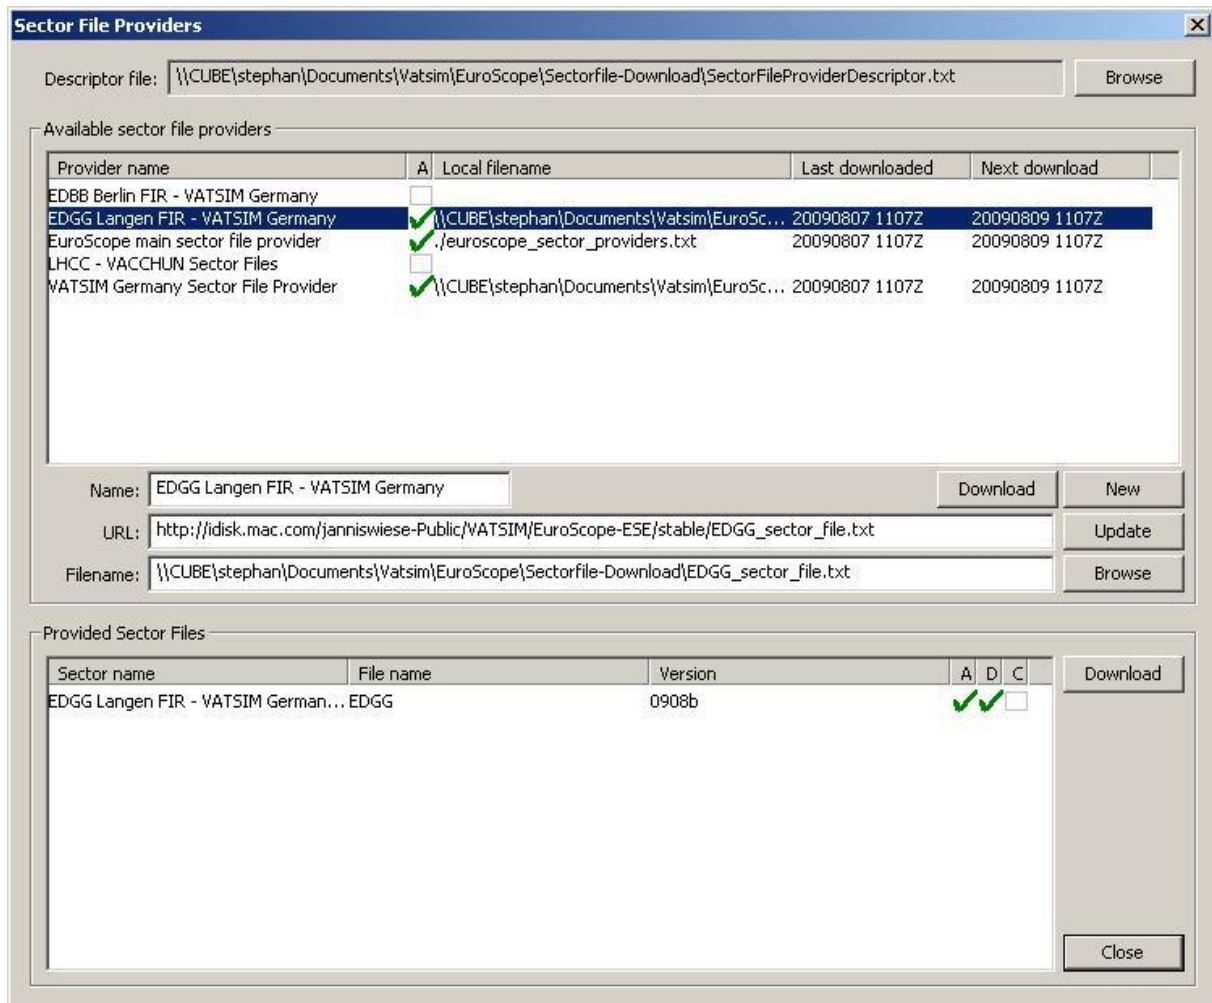 Sector File Providers
Descriptor file: \\CUBE\stephan\Documents\Vatsim\EuroScope\Sectorfile-Download\SectorFileProviderDescriptor.txt Browse
Available sector file providers
Provider name A Local filename Last downloaded Next download
EDBB Berlin FIR - VATSIM Germany
EDGG Langen FIR - VATSIM Germany \\CUBE\stephan\Documents\Vatsim\EuroSc... 20090807 1107Z 20090809 1107Z
EuroScope main sector file provider ./euroscope_sector_providers.txt 20090807 1107Z 20090809 1107Z
LHCC - VACCHUN Sector Files
VATSIM Germany Sector File Provider \\CUBE\stephan\Documents\Vatsim\EuroSc... 20090807 1107Z 20090809 1107Z
Name: EDGG Langen FIR - VATSIM Germany Download New
URL: http://idisk.mac.com/janniswiese-Public/VATSIM/EuroScope-ESE/stable/EDGG_sector_file.txt Update
Filename: \\CUBE\stephan\Documents\Vatsim\EuroScope\Sectorfile-Download\EDGG_sector_file.txt Browse
Provided Sector Files
Sector name File name Version A D C Download
EDGG Langen FIR - VATSIM German... EDGG 0908b
Close